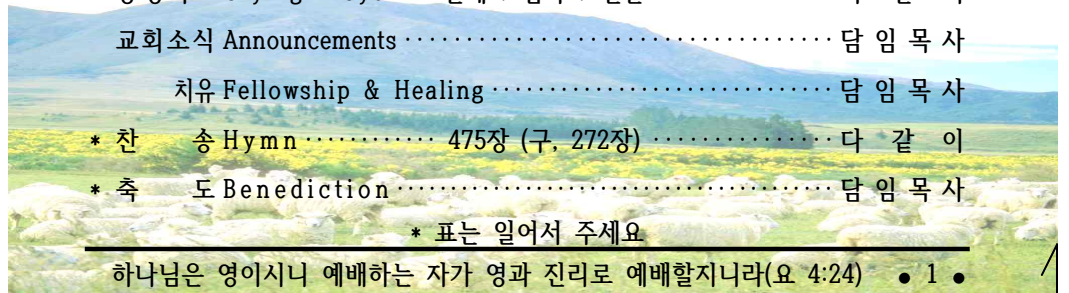 교회소식 Announcements ·································· 담 임 목 사
치유 Fellowship & Healing ····························· 담 임 목 사
* 찬 송 Hymn ············ 475장 (구, 272장) ·················· 다 같 이
* 축 도 Benediction ······································· 담 임 목 사
* 표는 일어서 주세요
하나님은 영이시니 예배하는 자가 영과 진리로 예배할지니라(요 4:24) ● 1 ●